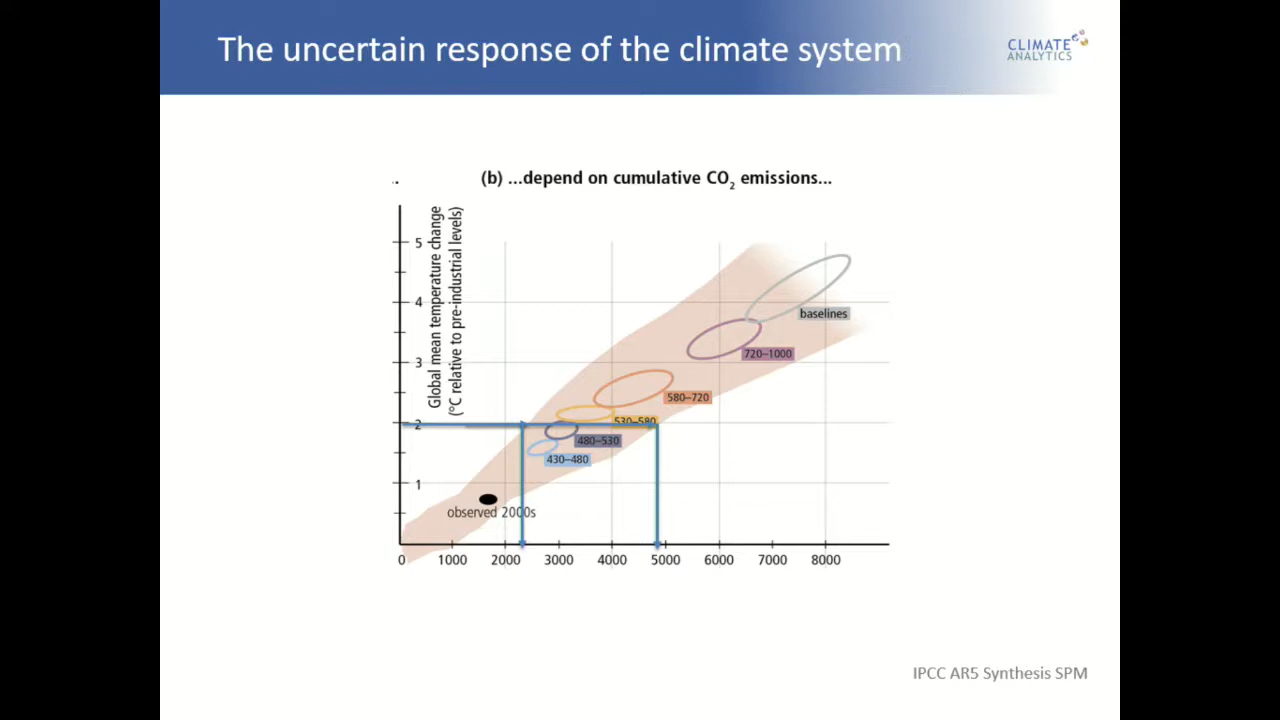 The uncertain response of the climate system
CLIMATE
ANALYTICS
.. (b) ...depend on cumulative CO₂ emissions...
Global mean temperature change
(°C relative to pre-industrial levels)
5
4
3
2
1
baselines
720–1000
580–720
530–580
480–530
430–480
observed 2000s
0 1000 2000 3000 4000 5000 6000 7000 8000
IPCC AR5 Synthesis SPM